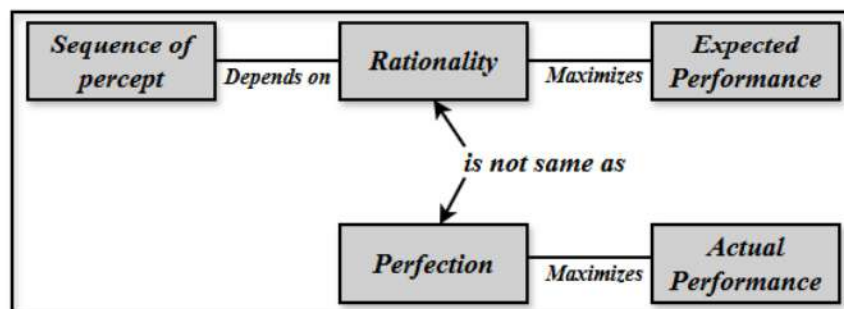 Sequence of
percept
Depends on
Rationality
Maximizes
Expected
Performance
is not same as
Perfection
Maximizes
Actual
Performance